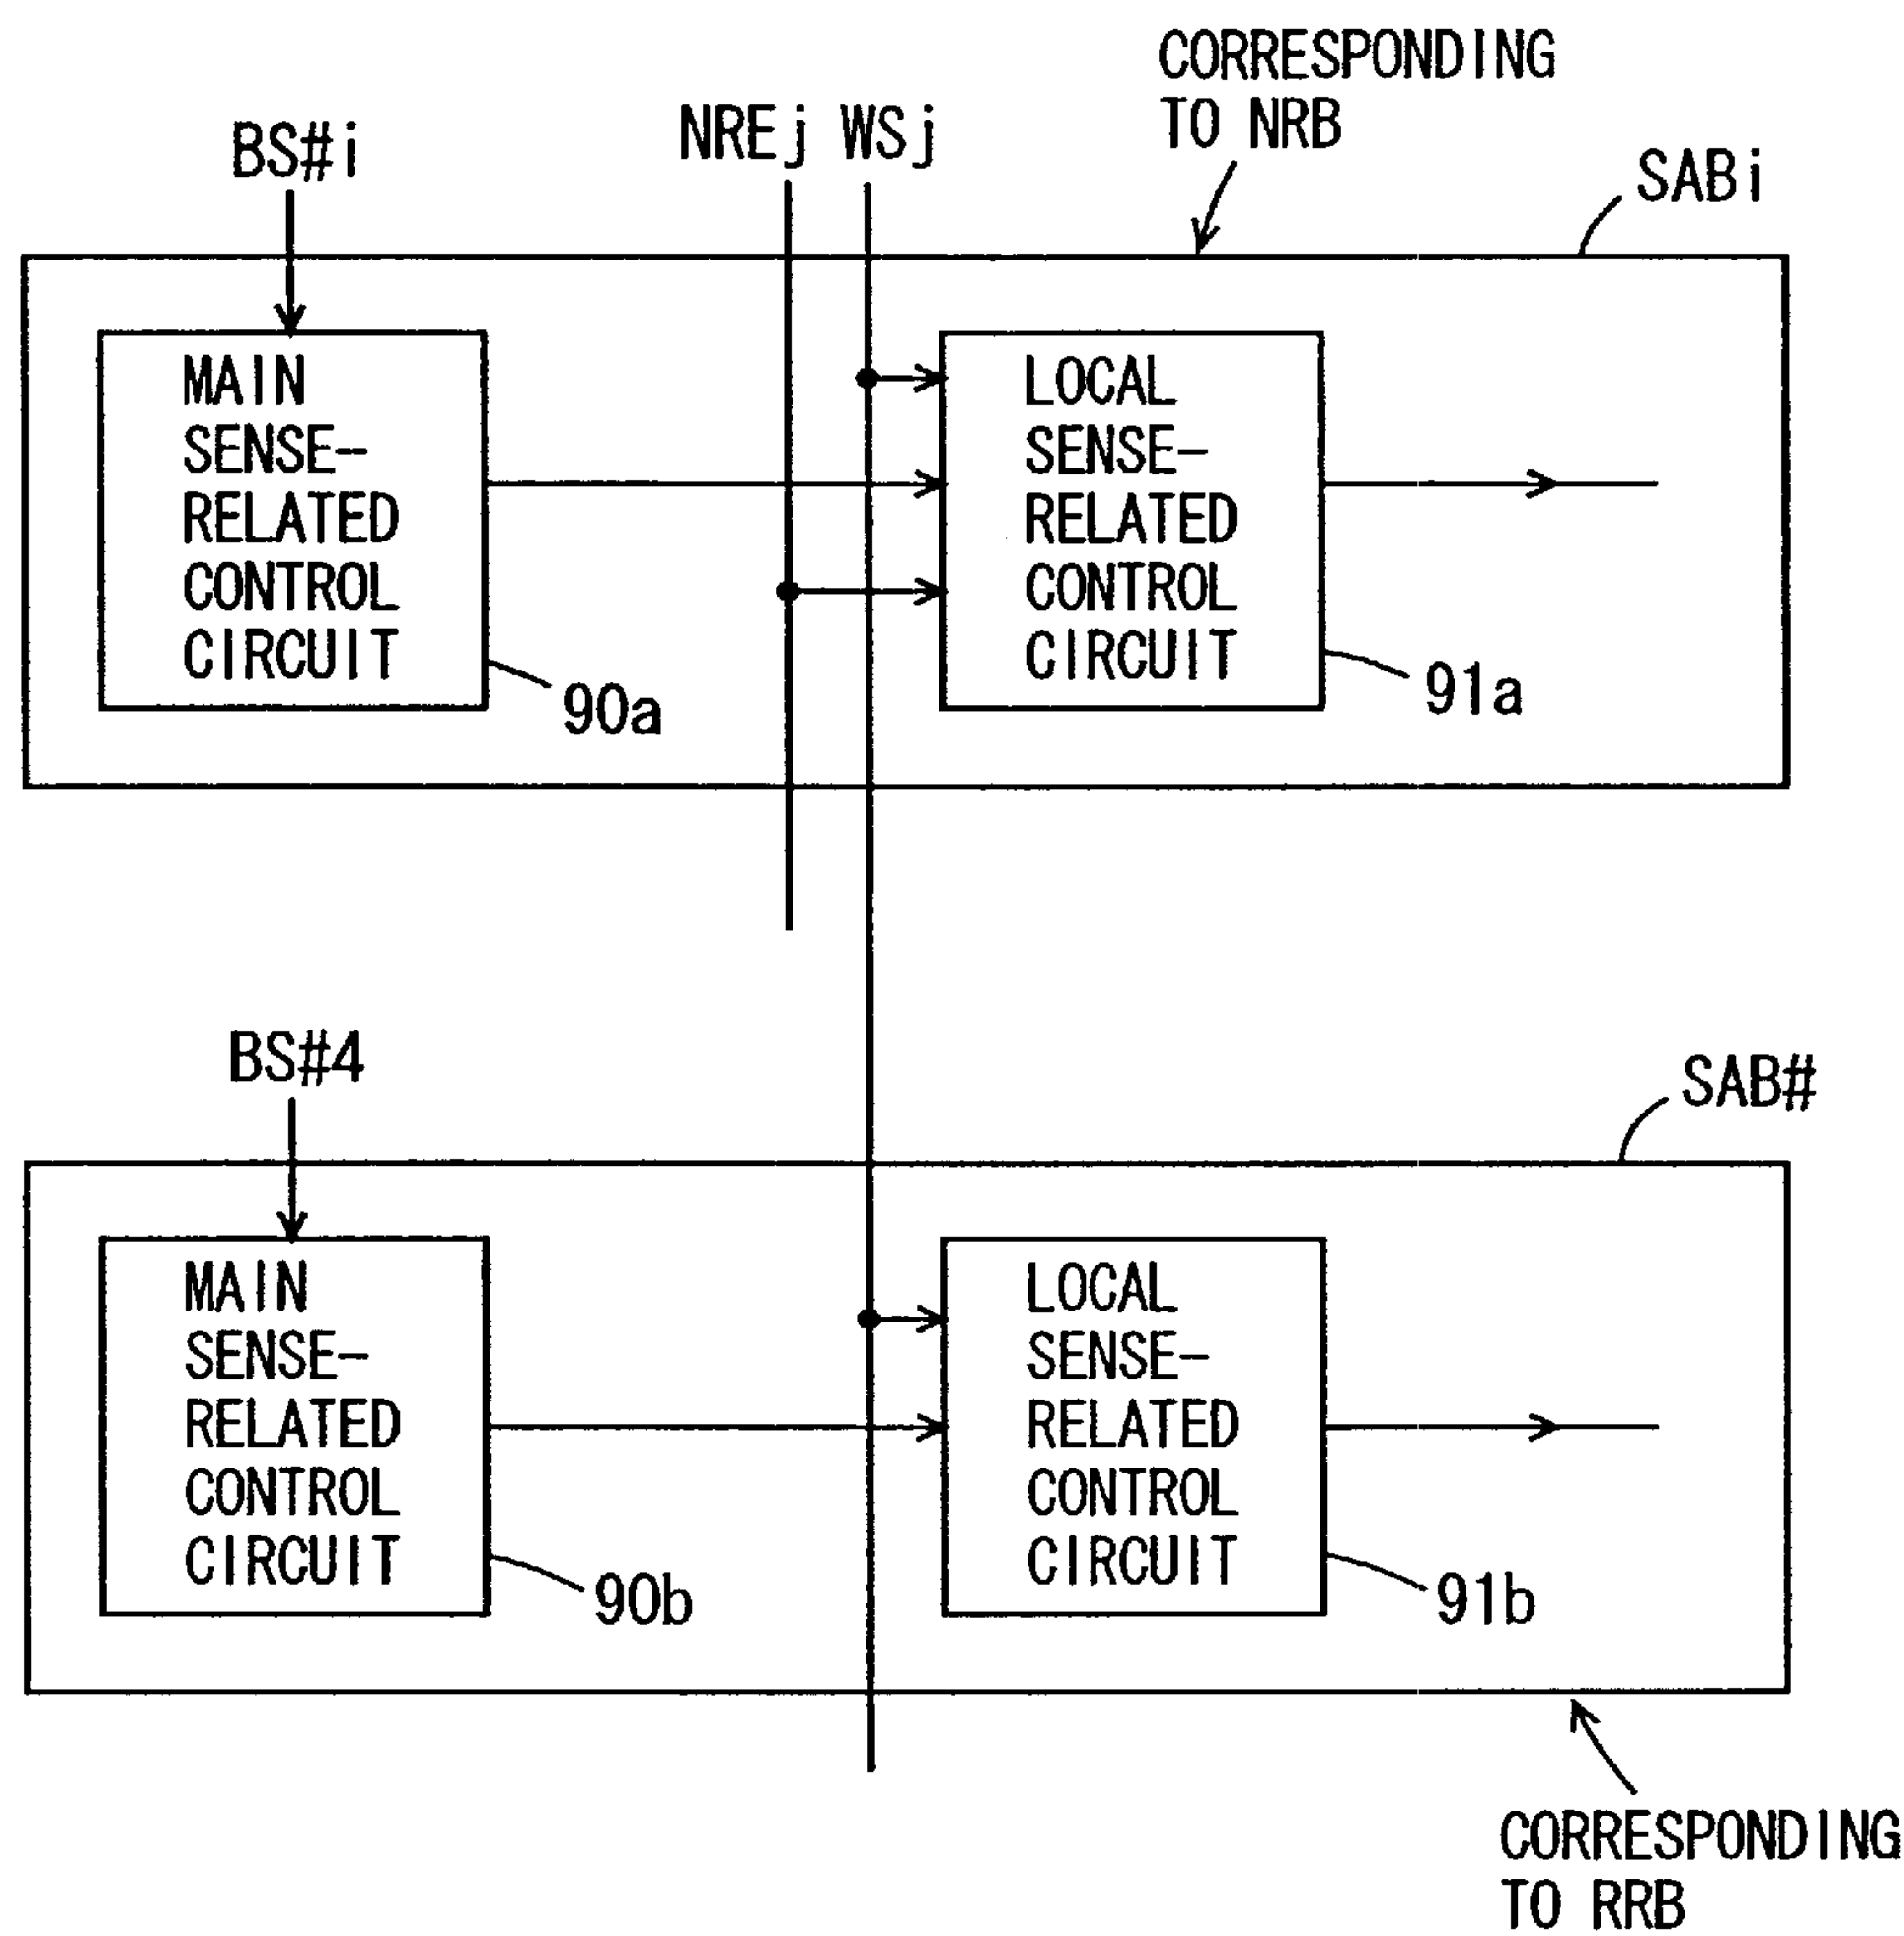 CORRESPONDING
TO NRB
NREj WSj
BS#i
SABi
MAIN
SENSE-
RELATED
CONTROL
CIRCUIT
90a
LOCAL
SENSE-
RELATED
CONTROL
CIRCUIT
91a
BS#4
SAB#
MAIN
SENSE-
RELATED
CONTROL
CIRCUIT
90b
LOCAL
SENSE-
RELATED
CONTROL
CIRCUIT
91b
CORRESPONDING
TO RRB